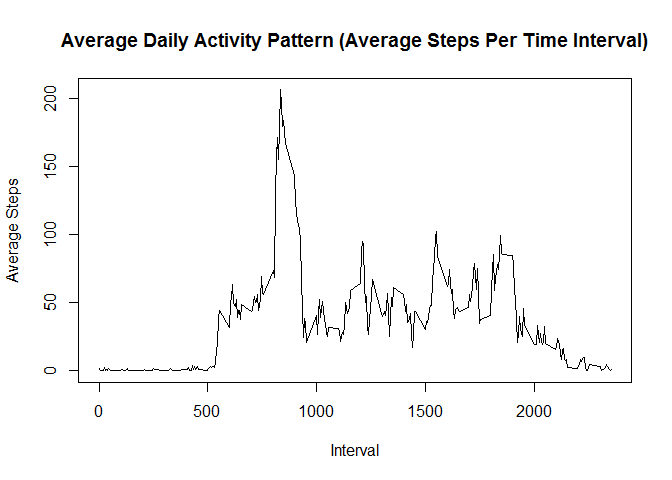 Average Daily Activity Pattern (Average Steps Per Time Interval)
Average Steps
200
150
100
50
0
0 500 1000 1500 2000
Interval